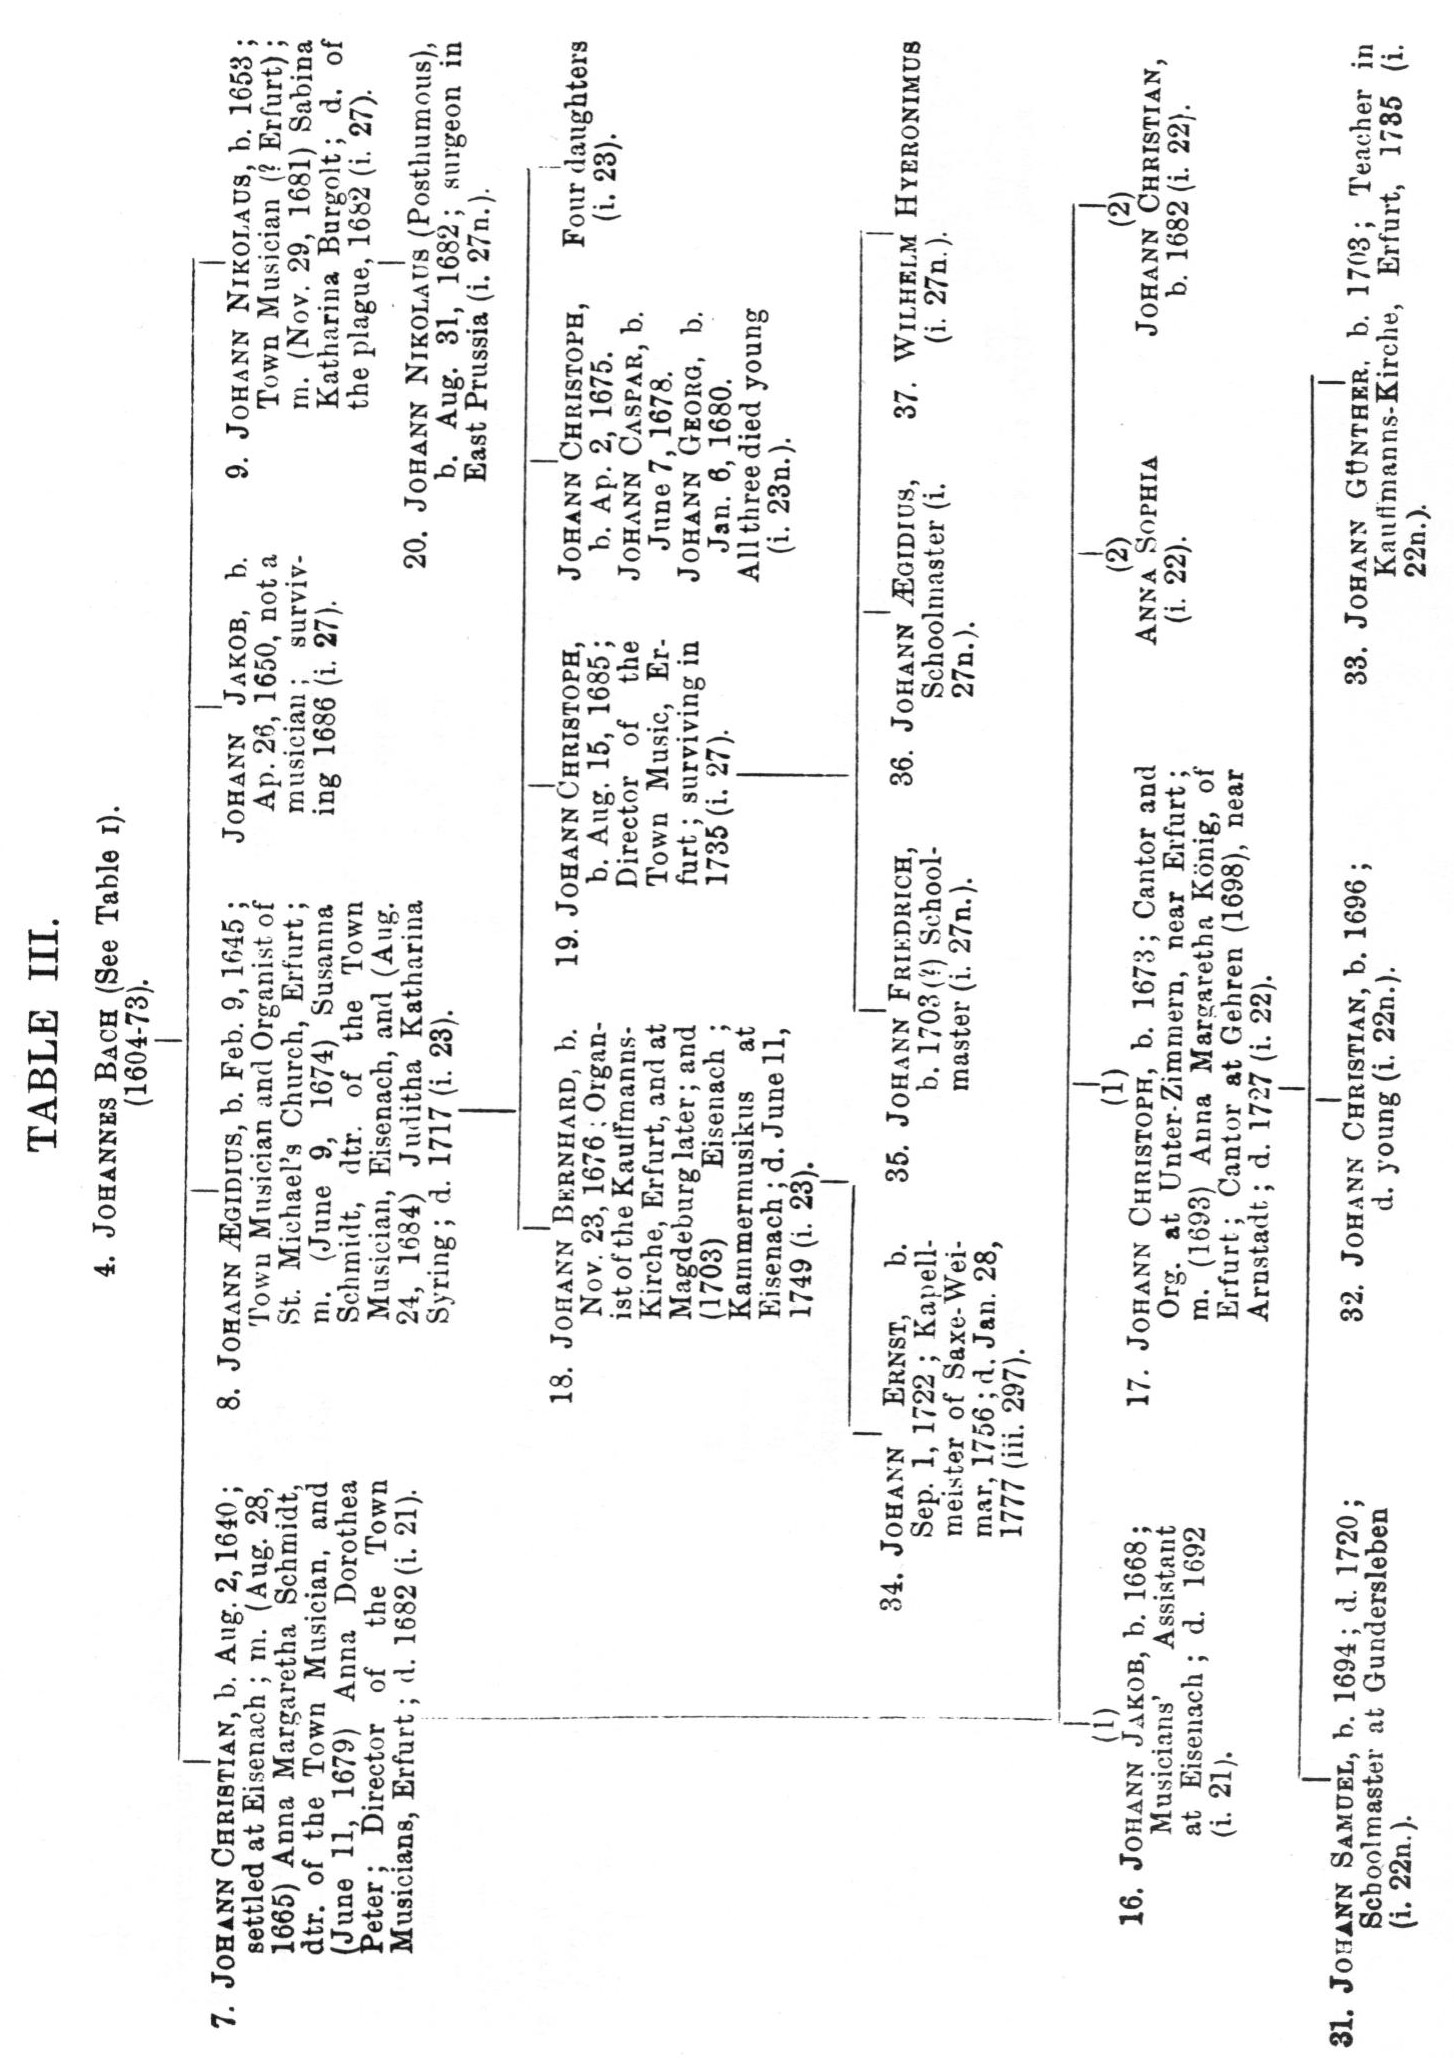 TABLE III.
4. JOHANNES BACH (See Table I).
(1604-73).
7. JOHANN CHRISTIAN, b. Aug. 2, 1640;
settled at Eisenach; m. (Aug. 28,
1665) Anna Margaretha Schmidt,
dtr. of the Town Musician, and
(June 11, 1679) Anna Dorothea
Peter; Director of the Town
Musicians, Erfurt; d. 1682 (i. 21).
8. JOHANN ÆGIDIUS, b. Feb. 9, 1645;
Town Musician and Organist of
St. Michael's Church, Erfurt;
m. (June 9, 1674) Susanna
Schmidt, dtr. of the Town
Musician, Eisenach, and (Aug.
24, 1684) Juditha Katharina
Syring; d. 1717 (i. 23).
JOHANN JAKOB, b.
Ap. 26, 1650, not a
musician; surviv-
ing 1686 (i. 27).
9. JOHANN NIKOLAUS, b. 1653;
Town Musician (? Erfurt);
m. (Nov. 29, 1681) Sabina
Katharina Burgolt; d. of
the plague, 1682 (i. 27).
20. JOHANN NIKOLAUS (Posthumous),
b. Aug. 31, 1682; surgeon in
East Prussia (i. 27n.).
18. JOHANN BERNHARD, b.
Nov. 23, 1676; Organ-
ist of the Kauffmanns-
Kirche, Erfurt, and at
Magdeburg later; and
(1703) Eisenach;
Kammermusikus at
Eisenach; d. June 11,
1749 (i. 23).
19. JOHANN CHRISTOPH,
b. Aug. 15, 1685;
Director of the
Town Music, Er-
furt; surviving in
1735 (i. 27).
JOHANN CHRISTOPH,
b. Ap. 2, 1675.
JOHANN CASPAR, b.
June 7, 1678.
JOHANN GEORG, b.
Jan. 6, 1680.
All three died young
(i. 23n.).
Four daughters
(i. 23).
34. JOHANN ERNST, b.
Sep. 1, 1722; Kapell-
meister of Saxe-Wei-
mar, 1756; d. Jan. 28,
1777 (iii. 297).
35. JOHANN FRIEDRICH,
b. 1703 (?) School-
master (i. 27n.).
36. JOHANN ÆGIDIUS,
Schoolmaster (i.
27n.).
37. WILHELM HYERONIMUS
(i. 27n.).
(1)
16. JOHANN JAKOB, b. 1668;
Musicians' Assistant
at Eisenach; d. 1692
(i. 21).
(1)
17. JOHANN CHRISTOPH, b. 1673; Cantor and
Org. at Unter-Zimmern, near Erfurt;
m. (1693) Anna Margaretha König, of
Erfurt; Cantor at Gehren (1698), near
Arnstadt; d. 1727 (i. 22).
(2)
ANNA SOPHIA
(i. 22).
(2)
JOHANN CHRISTIAN,
b. 1682 (i. 22).
31. JOHANN SAMUEL, b. 1694; d. 1720;
Schoolmaster at Gundersleben
(i. 22n.).
32. JOHANN CHRISTIAN, b. 1696;
d. young (i. 22n.).
33. JOHANN GÜNTHER, b. 1703; Teacher in
Kauffmanns-Kirche, Erfurt, 1735 (i.
22n.).